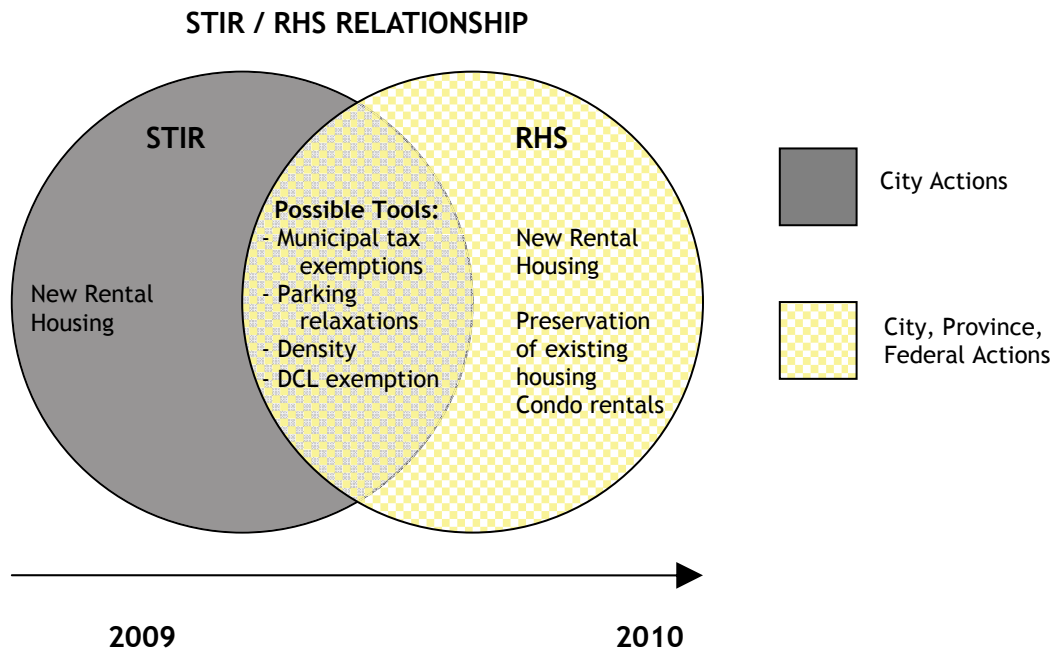 STIR / RHS RELATIONSHIP
STIR
New Rental
Housing
Possible Tools:
- Municipal tax
exemptions
- Parking
relaxations
- Density
- DCL exemption
RHS
New Rental
Housing
Preservation
of existing
housing
Condo rentals
City Actions
City, Province,
Federal Actions
2009
2010